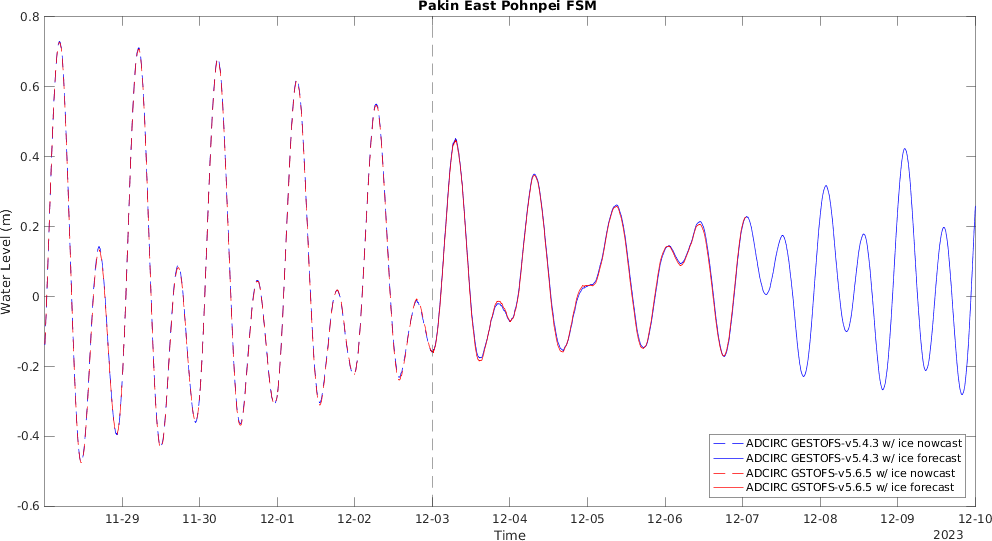 Pakin East Pohnpei FSM
0.8
0.6
0.4
0.2
0
-0.2
-0.4
-0.6
Water Level (m)
ADCIRC GESTOFS-v5.4.3 w/ ice nowcast
ADCIRC GESTOFS-v5.4.3 w/ ice forecast
ADCIRC GSTOFS-v5.6.5 w/ ice nowcast
ADCIRC GSTOFS-v5.6.5 w/ ice forecast
11-29 11-30 12-01 12-02 12-03 12-04 12-05 12-06 12-07 12-08 12-09 12-10
Time
2023